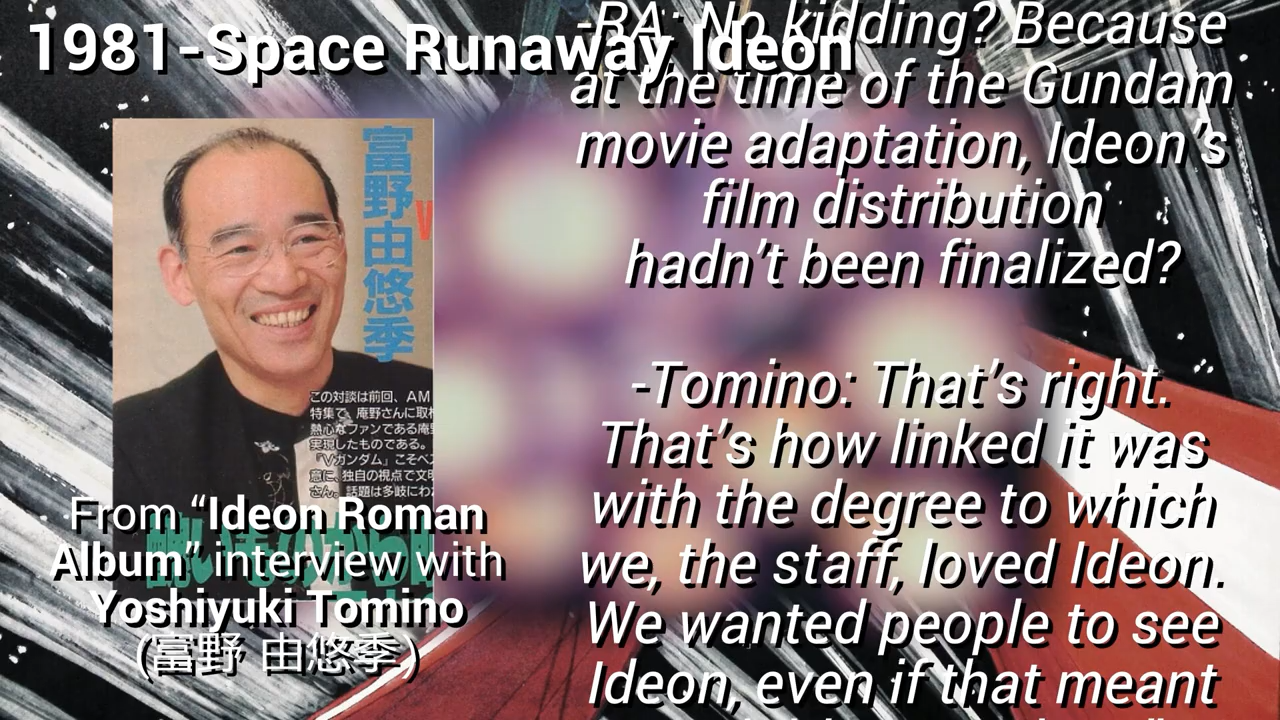 1981-Space Runaway Ideon
富野由悠季
この対談は前回、AM
特集で、庵野さんに取
熱心なファンである庵
実現したものである。
「Vガンダム」こそベ
意に、独自の視点で文明
さん。話題は多岐にわ
From “Ideon Roman
Album” interview with
Yoshiyuki Tomino
(富野 由悠季)
-RA: No kidding? Because
at the time of the Gundam
movie adaptation, Ideon’s
film distribution
hadn’t been finalized?
-Tomino: That’s right.
That’s how linked it was
with the degree to which
we, the staff, loved Ideon.
We wanted people to see
Ideon, even if that meant